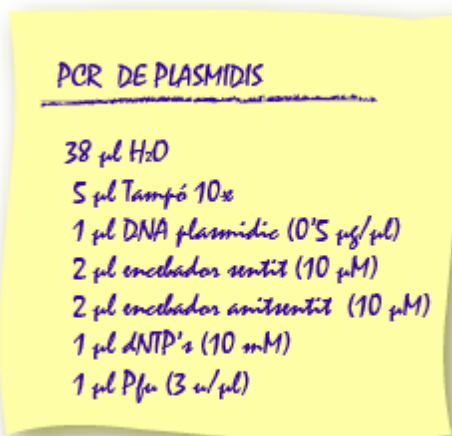 PCR DE PLASMIDIS
38 µl H₂O
5 µl Tampó 10x
1 µl DNA plasmidic (0'5 µg/µl)
2 µl encebador sentit (10 µM)
2 µl encebador anitsentit (10 µM)
1 µl dNTP's (10 mM)
1 µl Pfu (3 u/µl)